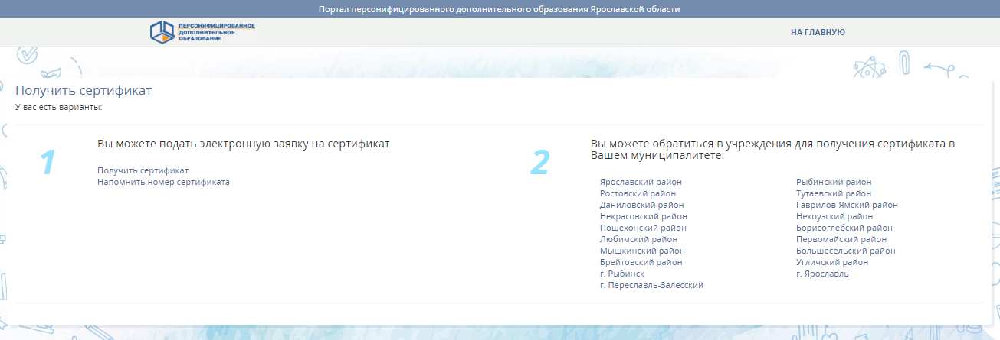 Портал персонифицированного дополнительного образования Ярославской области
ПЕРСОНИФИЦИРОВАННОЕ
ДОПОЛНИТЕЛЬНОЕ
ОБРАЗОВАНИЕ
НА ГЛАВНУЮ
Получить сертификат
У вас есть варианты:
1
Вы можете подать электронную заявку на сертификат
Получить сертификат
Напомнить номер сертификата
2
Вы можете обратиться в учреждения для получения сертификата в
Вашем муниципалитете:
Ярославский район
Ростовский район
Даниловский район
Некрасовский район
Пошехонский район
Любимский район
Мышкинский район
Брейтовский район
г. Рыбинск
г. Переславль-Залесский
Рыбинский район
Тутаевский район
Гаврилов-Ямский район
Некоузский район
Борисоглебский район
Первомайский район
Большесельский район
Угличский район
г. Ярославль